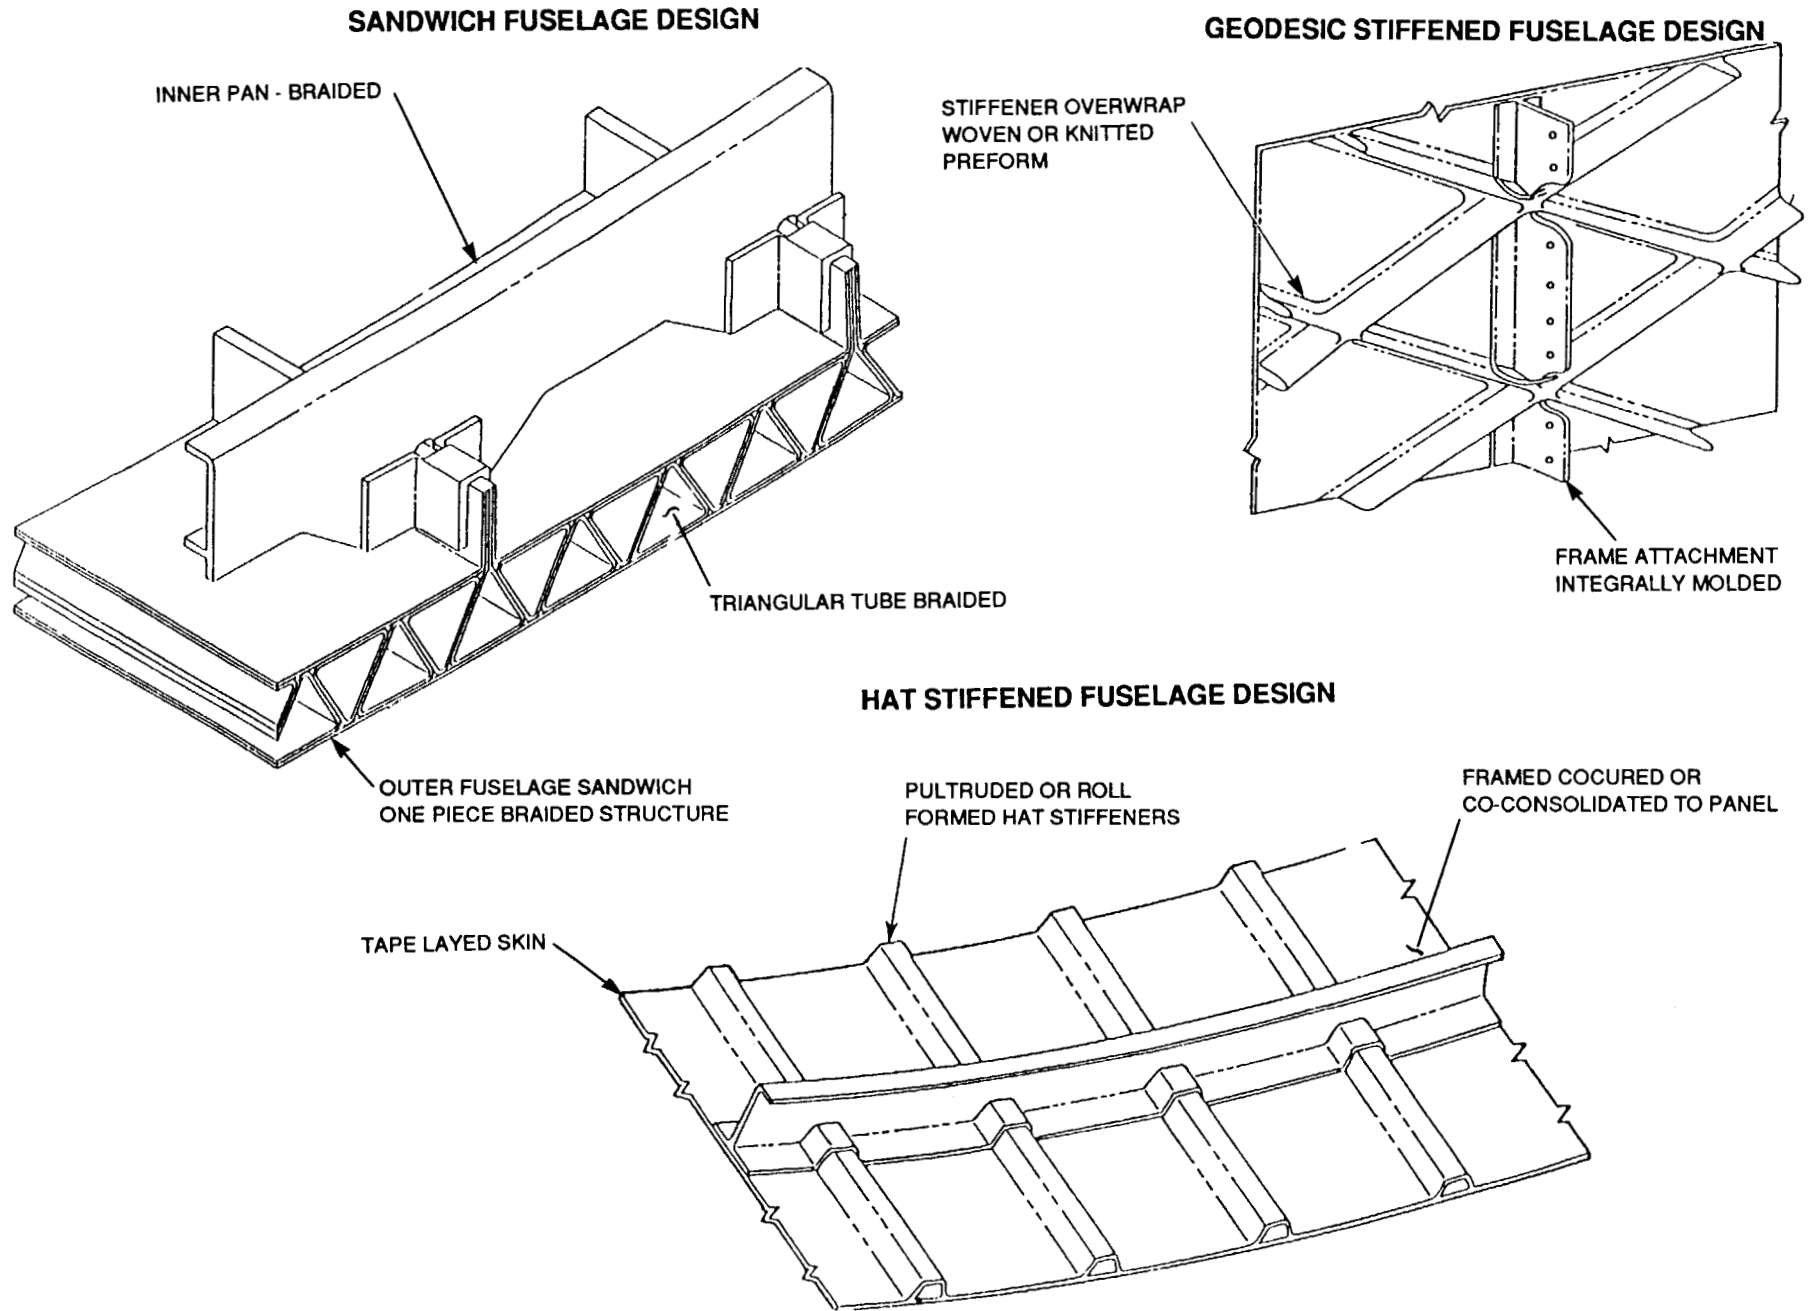 SANDWICH FUSELAGE DESIGN
INNER PAN - BRAIDED
TRIANGULAR TUBE BRAIDED
OUTER FUSELAGE SANDWICH
ONE PIECE BRAIDED STRUCTURE
GEODESIC STIFFENED FUSELAGE DESIGN
STIFFENER OVERWRAP
WOVEN OR KNITTED
PREFORM
FRAME ATTACHMENT
INTEGRALLY MOLDED
HAT STIFFENED FUSELAGE DESIGN
PULTRUDED OR ROLL
FORMED HAT STIFFENERS
FRAMED COCURED OR
CO-CONSOLIDATED TO PANEL
TAPE LAYED SKIN